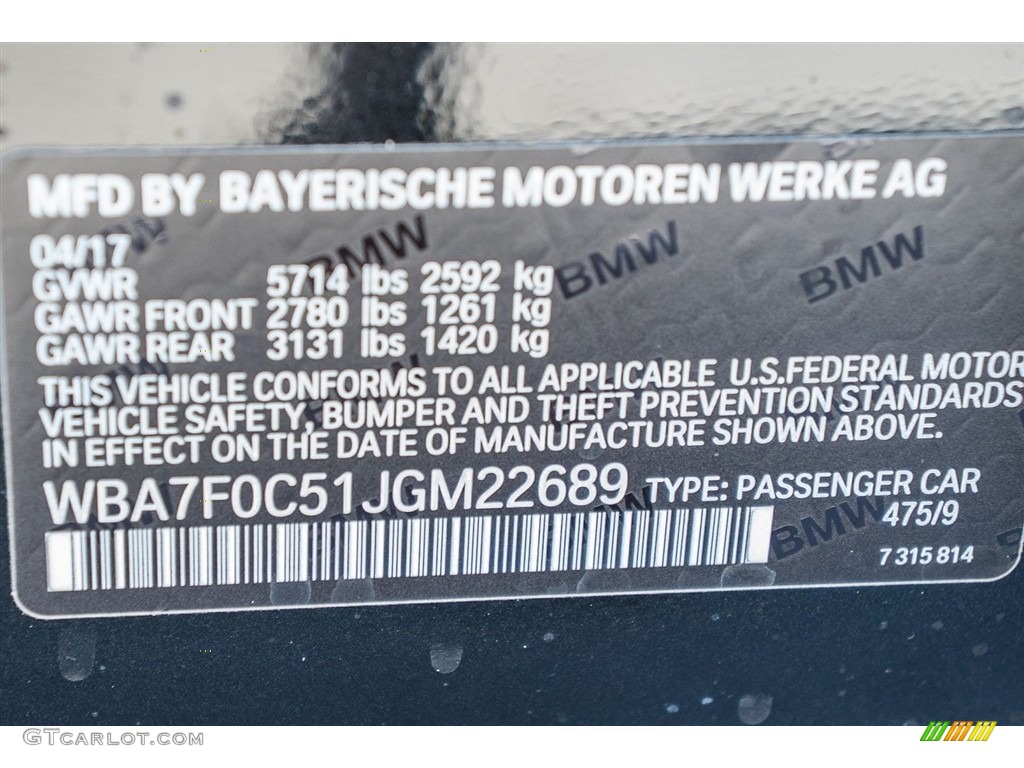 MFD BY BAYERISCHE MOTOREN WERKE AG
04/17
GVWR 5714 lbs 2592 kg
GAWR FRONT 2780 lbs 1261 kg
GAWR REAR 3131 lbs 1420 kg
THIS VEHICLE CONFORMS TO ALL APPLICABLE U.S.FEDERAL MOTOR
VEHICLE SAFETY, BUMPER AND THEFT PREVENTION STANDARDS
IN EFFECT ON THE DATE OF MANUFACTURE SHOWN ABOVE.
WBA7F0C51JGM22689 TYPE: PASSENGER CAR
475/9
7 315 814
BMW
BMW
BMW
BMW
GTCarLot.com